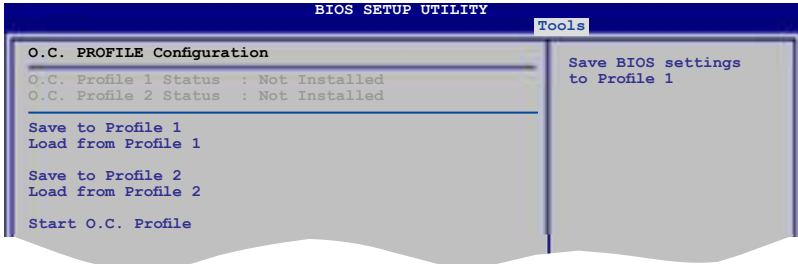 BIOS SETUP UTILITY
Tools
O.C. PROFILE Configuration
O.C. Profile 1 Status : Not Installed
O.C. Profile 2 Status : Not Installed
Save to Profile 1
Load from Profile 1
Save to Profile 2
Load from Profile 2
Start O.C. Profile
Save BIOS settings
to Profile 1